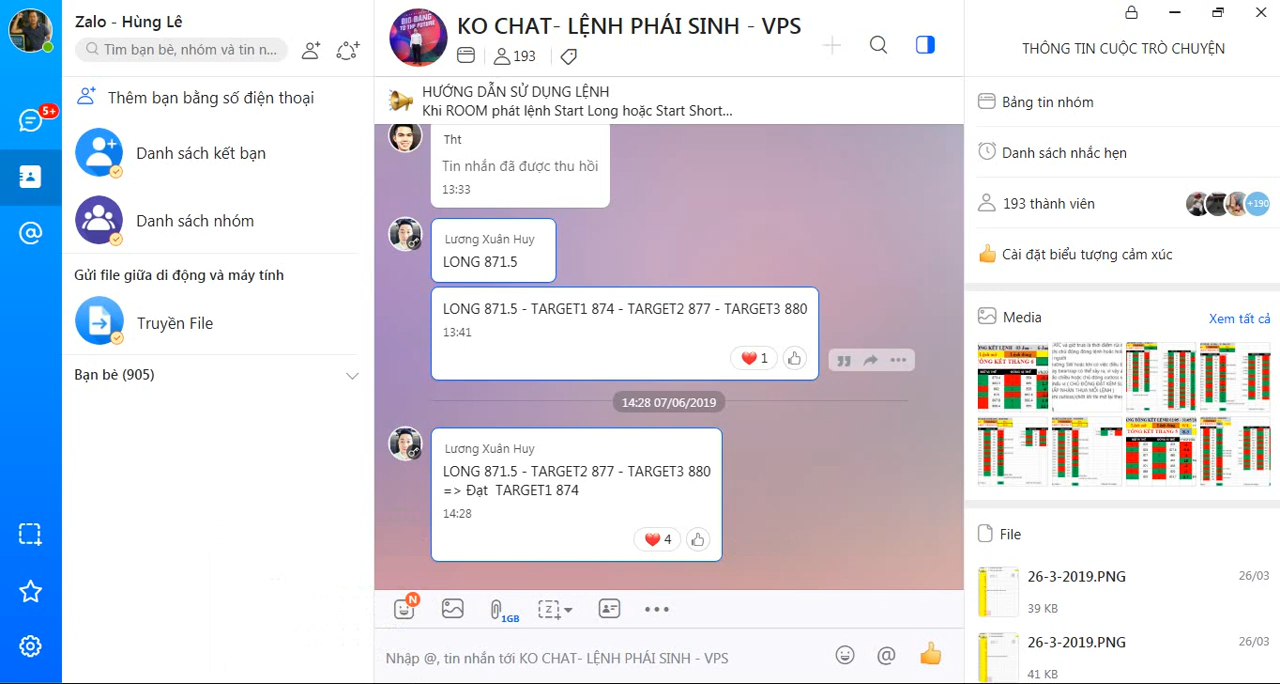 Zalo - Hùng Lê
Tìm bạn bè, nhóm và tin n...
5+
Thêm bạn bằng số điện thoại
Danh sách kết bạn
Danh sách nhóm
Gửi file giữa di động và máy tính
Truyền File
Bạn bè (905)
KO CHAT- LỆNH PHÁI SINH - VPS
193
HƯỚNG DẪN SỬ DỤNG LỆNH
Khi ROOM phát lệnh Start Long hoặc Start Short...
Tht
Tin nhắn đã được thu hồi
13:33
Lương Xuân Huy
LONG 871.5
LONG 871.5 - TARGET1 874 - TARGET2 877 - TARGET3 880
13:41
1
14:28 07/06/2019
Lương Xuân Huy
LONG 871.5 - TARGET2 877 - TARGET3 880
=> Đạt TARGET1 874
14:28
4
N
1GB
Nhập @, tin nhắn tới KO CHAT- LỆNH PHÁI SINH - VPS
THÔNG TIN CUỘC TRÒ CHUYỆN
Bảng tin nhóm
Danh sách nhắc hẹn
193 thành viên
+190
Cài đặt biểu tượng cảm xúc
Media
Xem tất cả
File
26-3-2019.PNG
26/03
39 KB
26-3-2019.PNG
26/03
41 KB